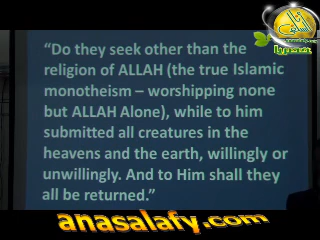 “Do they seek other than the
religion of ALLAH (the true Islamic
monotheism – worshipping none
but ALLAH Alone), while to him
submitted all creatures in the
heavens and the earth, willingly or
unwillingly. And to Him shall they
all be returned.”
anasalafy.com